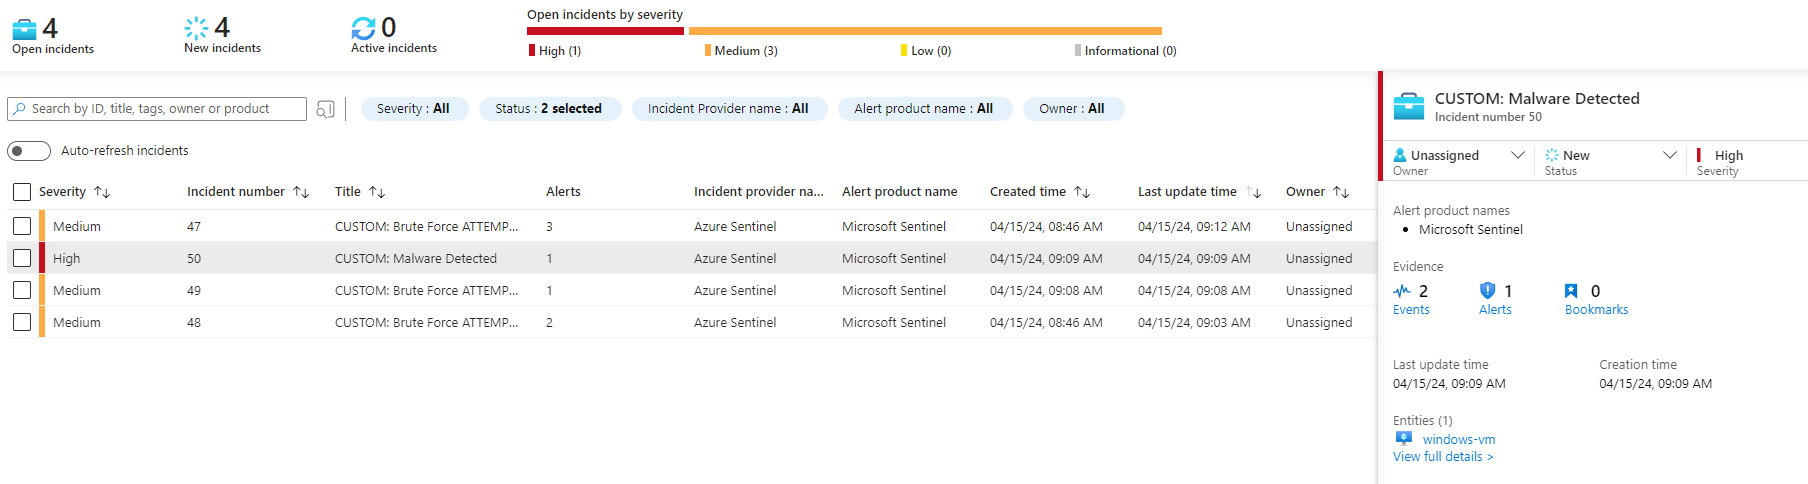 4
Open incidents
4
New incidents
0
Active incidents
Open incidents by severity
High (1)
Medium (3)
Low (0)
Informational (0)
Search by ID, title, tags, owner or product
Severity : All
Status : 2 selected
Incident Provider name : All
Alert product name : All
Owner : All
Auto-refresh incidents
Severity Incident number Title Alerts Incident provider na... Alert product name Created time Last update time Owner
Medium 47 CUSTOM: Brute Force ATTEMP... 3 Azure Sentinel Microsoft Sentinel 04/15/24, 08:46 AM 04/15/24, 09:12 AM Unassigned
High 50 CUSTOM: Malware Detected 1 Azure Sentinel Microsoft Sentinel 04/15/24, 09:09 AM 04/15/24, 09:09 AM Unassigned
Medium 49 CUSTOM: Brute Force ATTEMP... 1 Azure Sentinel Microsoft Sentinel 04/15/24, 09:08 AM 04/15/24, 09:08 AM Unassigned
Medium 48 CUSTOM: Brute Force ATTEMP... 2 Azure Sentinel Microsoft Sentinel 04/15/24, 08:46 AM 04/15/24, 09:03 AM Unassigned
CUSTOM: Malware Detected
Incident number 50
Unassigned
Owner
New
Status
High
Severity
Alert product names
• Microsoft Sentinel
Evidence
2
Events
1
Alerts
0
Bookmarks
Last update time
04/15/24, 09:09 AM
Creation time
04/15/24, 09:09 AM
Entities (1)
windows-vm
View full details >